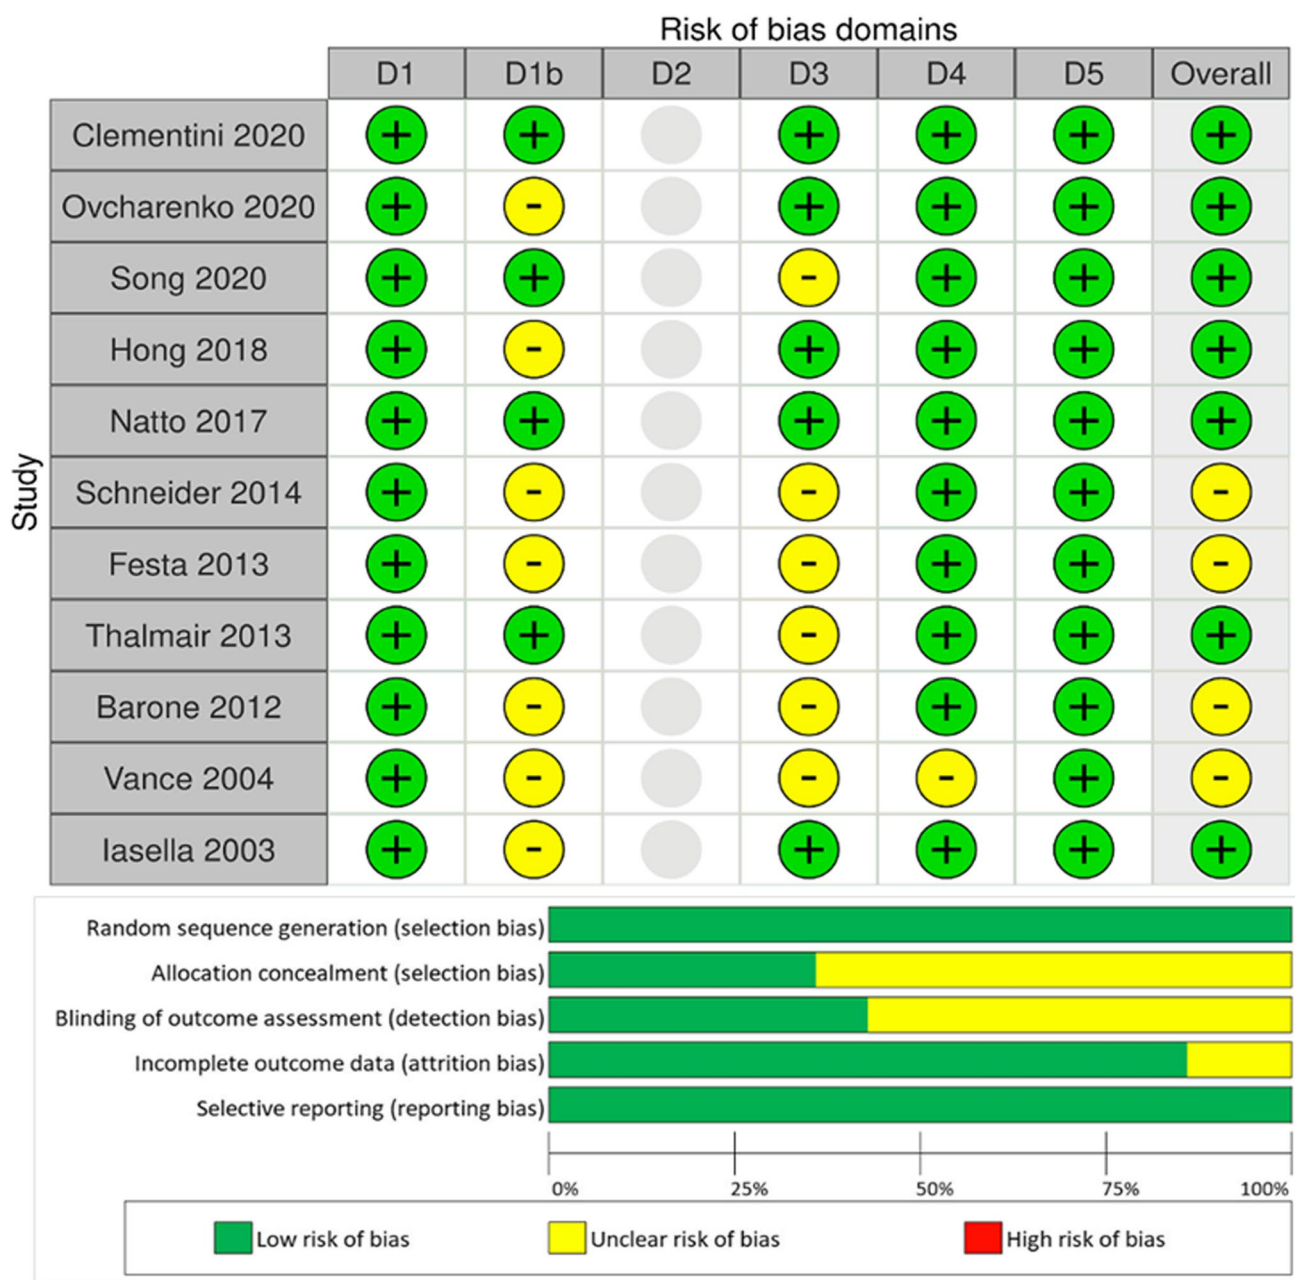 Risk of bias domains
D1 D1b D2 D3 D4 D5 Overall
Study
Clementini 2020 + + + + + +
Ovcharenko 2020 + - + + + +
Song 2020 + + - + + +
Hong 2018 + - + + + +
Natto 2017 + + + + + +
Schneider 2014 + - - + + -
Festa 2013 + - - + + -
Thalmair 2013 + + - + + +
Barone 2012 + - - + + -
Vance 2004 + - - - + -
Iasella 2003 + - + + + +
Random sequence generation (selection bias)
Allocation concealment (selection bias)
Blinding of outcome assessment (detection bias)
Incomplete outcome data (attrition bias)
Selective reporting (reporting bias)
0% 25% 50% 75% 100%
Low risk of bias Unclear risk of bias High risk of bias